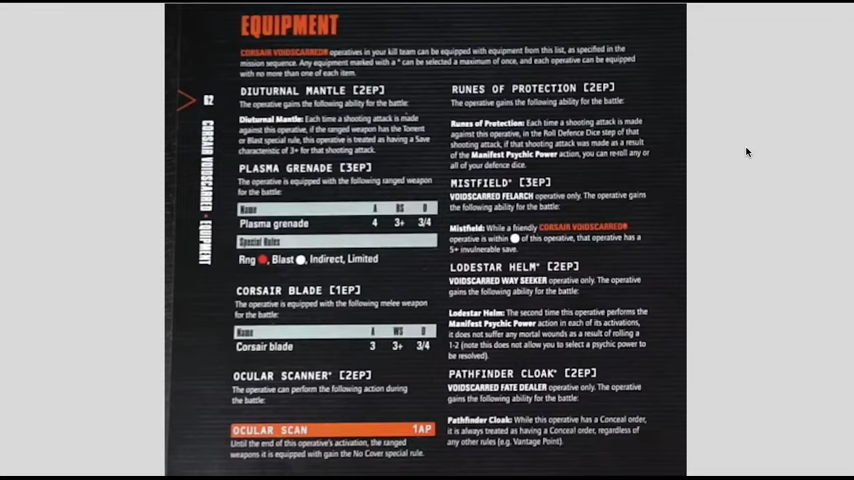 EQUIPMENT
CORSAIR VOIDSCARRED operatives in your kill team can be equipped with equipment from this list, as specified in the
mission sequence. Any equipment marked with a * can be selected a maximum of once, and each operative can be equipped
with no more than one of each item.
62 CORSAIR VOIDSCARRED • EQUIPMENT
DIUTURNAL MANTLE [2EP]
The operative gains the following ability for the battle:
Diuturnal Mantle: Each time a shooting attack is made
against this operative, if the ranged weapon has the Torrent
or Blast special rule, this operative is treated as having a Save
characteristic of 3+ for that shooting attack.
PLASMA GRENADE [3EP]
The operative is equipped with the following ranged weapon
for the battle:
Name A BS D
Plasma grenade 4 3+ 3/4
Special Rules
Rng , Blast , Indirect, Limited
CORSAIR BLADE [1EP]
The operative is equipped with the following melee weapon
for the battle:
Name A WS D
Corsair blade 3 3+ 3/4
OCULAR SCANNER* [2EP]
The operative can perform the following action during
the battle:
OCULAR SCAN 1AP
Until the end of this operative's activation, the ranged
weapons it is equipped with gain the No Cover special rule.
RUNES OF PROTECTION [2EP]
The operative gains the following ability for the battle:
Runes of Protection: Each time a shooting attack is made
against this operative, in the Roll Defence Dice step of that
shooting attack, if that shooting attack was made as a result
of the Manifest Psychic Power action, you can re-roll any or
all of your defence dice.
MISTFIELD* [3EP]
VOIDSCARRED FELARCH operative only. The operative gains
the following ability for the battle:
Mistfield: While a friendly CORSAIR VOIDSCARRED
operative is within of this operative, that operative has a
5+ invulnerable save.
LODESTAR HELM* [2EP]
VOIDSCARRED WAY SEEKER operative only. The operative
gains the following ability for the battle:
Lodestar Helm: The second time this operative performs the
Manifest Psychic Power action in each of its activations,
it does not suffer any mortal wounds as a result of rolling a
1-2 (note this does not allow you to select a psychic power to
be resolved).
PATHFINDER CLOAK* [2EP]
VOIDSCARRED FATE DEALER operative only. The operative
gains the following ability for the battle:
Pathfinder Cloak: While this operative has a Conceal order,
it is always treated as having a Conceal order, regardless of
any other rules (e.g. Vantage Point).